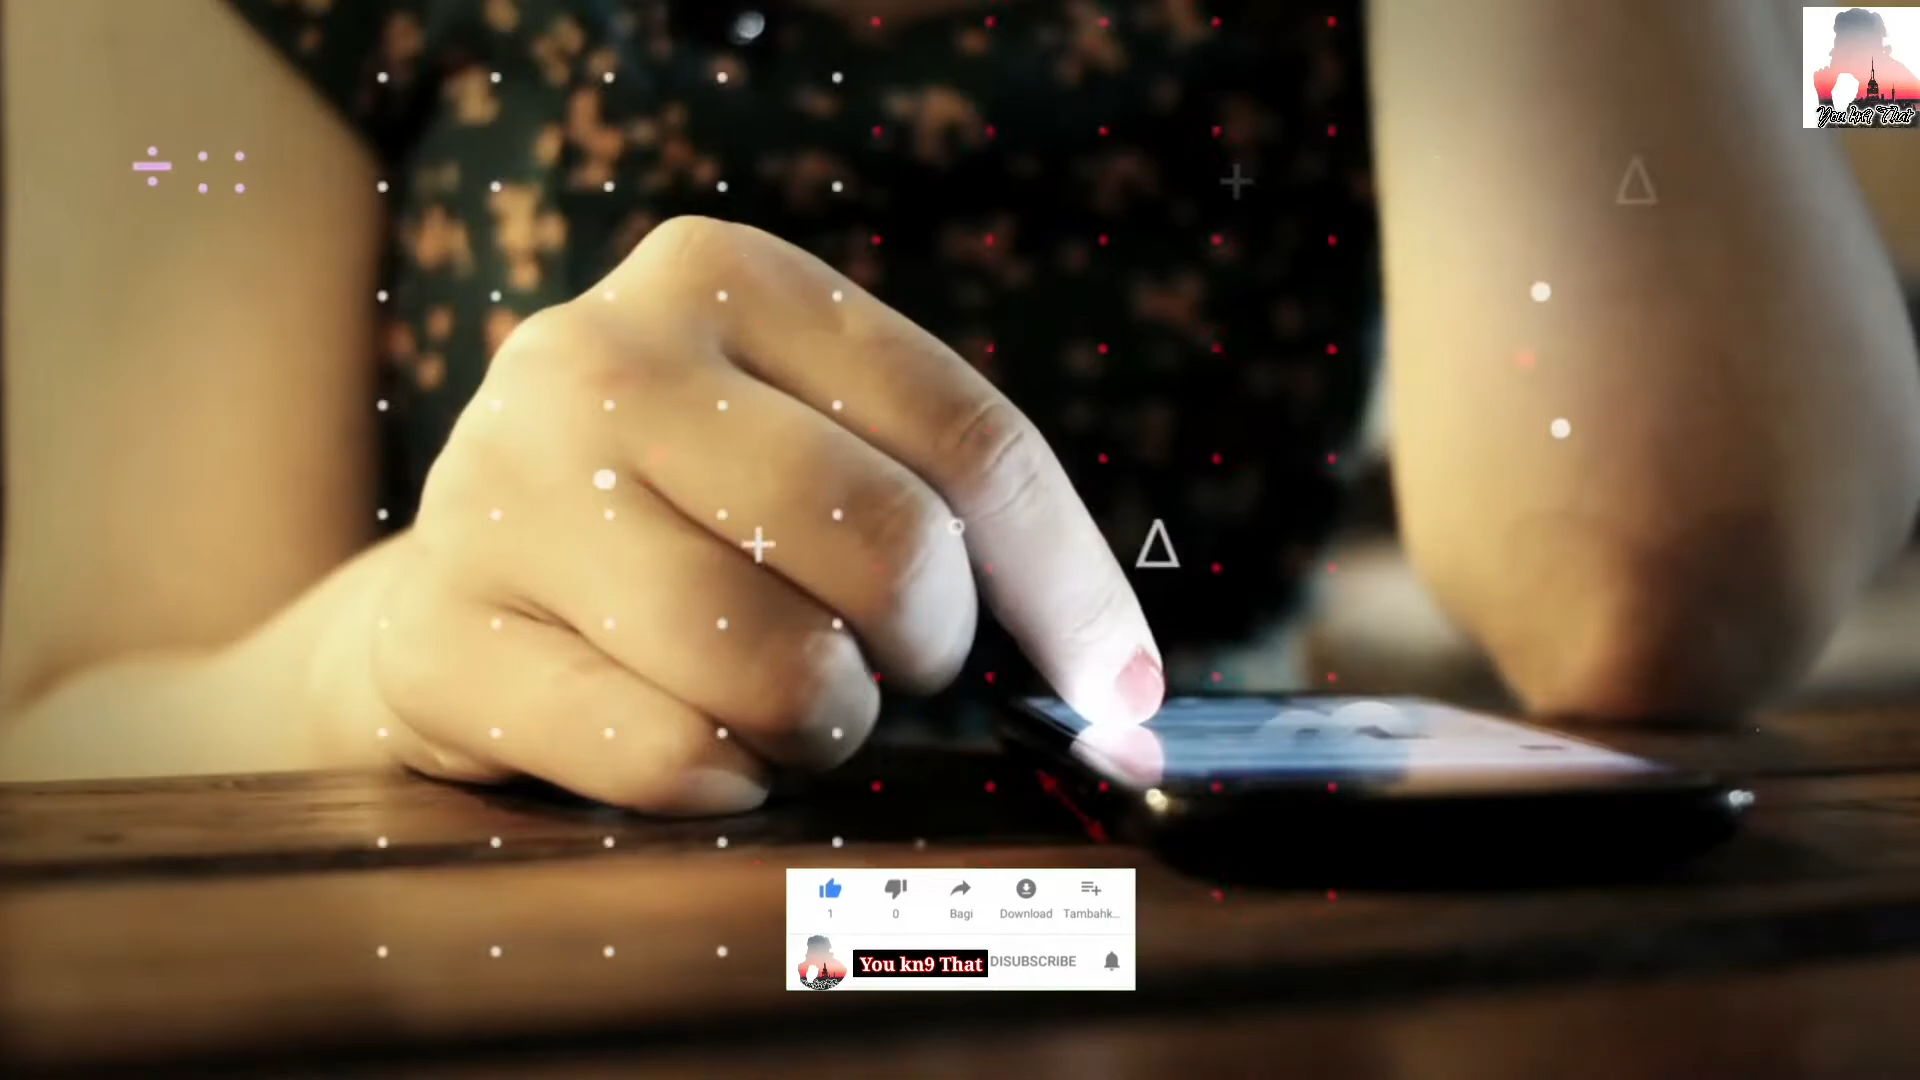 You kn9 That
1
0
Bagi
Download
Tambahk...
You kn9 That
DISUBSCRIBE